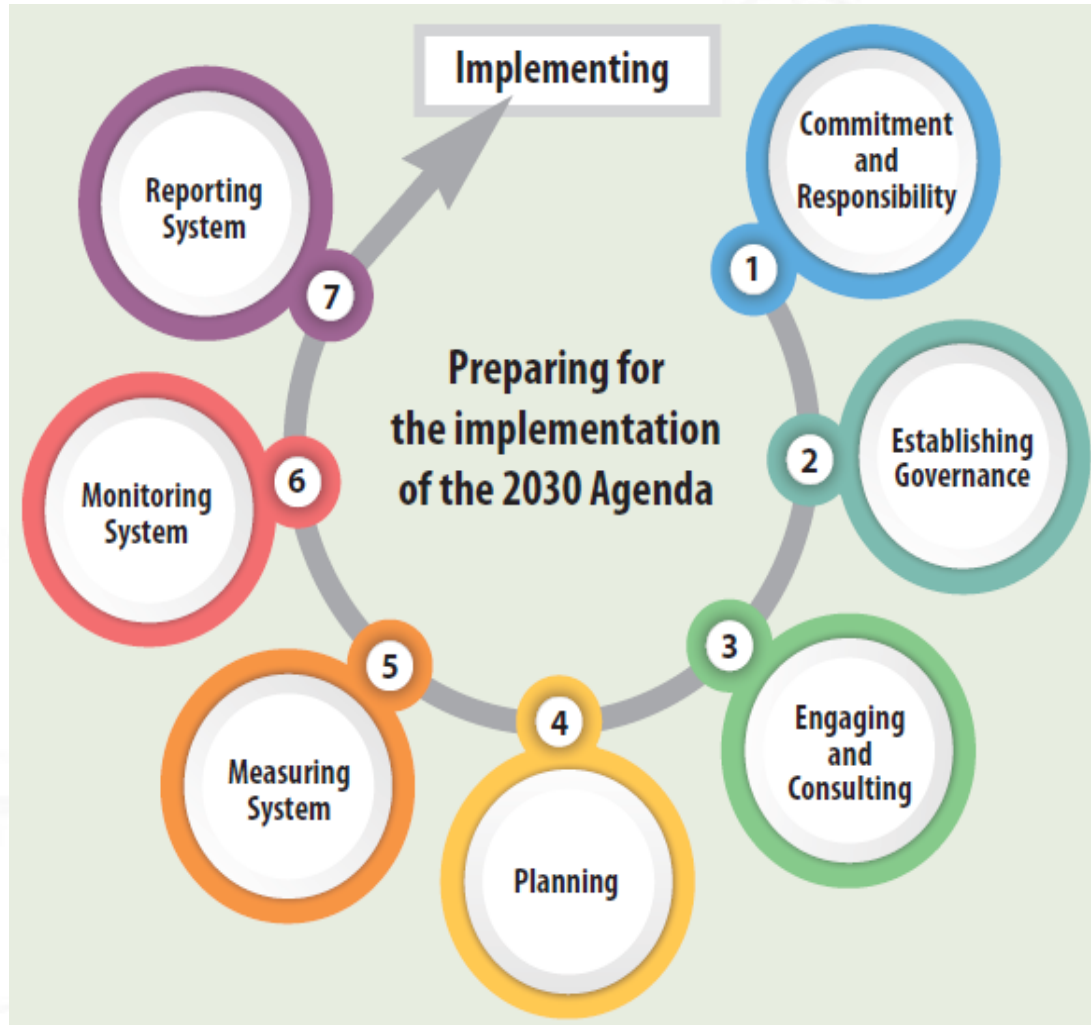 Implementing
Preparing for
the implementation
of the 2030 Agenda
1
Commitment
and
Responsibility
2
Establishing
Governance
3
Engaging
and
Consulting
4
Planning
5
Measuring
System
6
Monitoring
System
7
Reporting
System